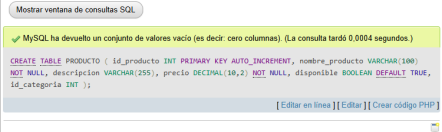 Mostrar ventana de consultas SQL
MySQL ha devuelto un conjunto de valores vacío (es decir: cero columnas). (La consulta tardó 0,0004 segundos.)
CREATE TABLE PRODUCTO ( id_producto INT PRIMARY KEY AUTO_INCREMENT, nombre_producto VARCHAR(100)
NOT NULL, descripcion VARCHAR(255), precio DECIMAL(10,2) NOT NULL, disponible BOOLEAN DEFAULT TRUE,
id_categoria INT );
[ Editar en línea ] [ Editar ] [ Crear código PHP ]